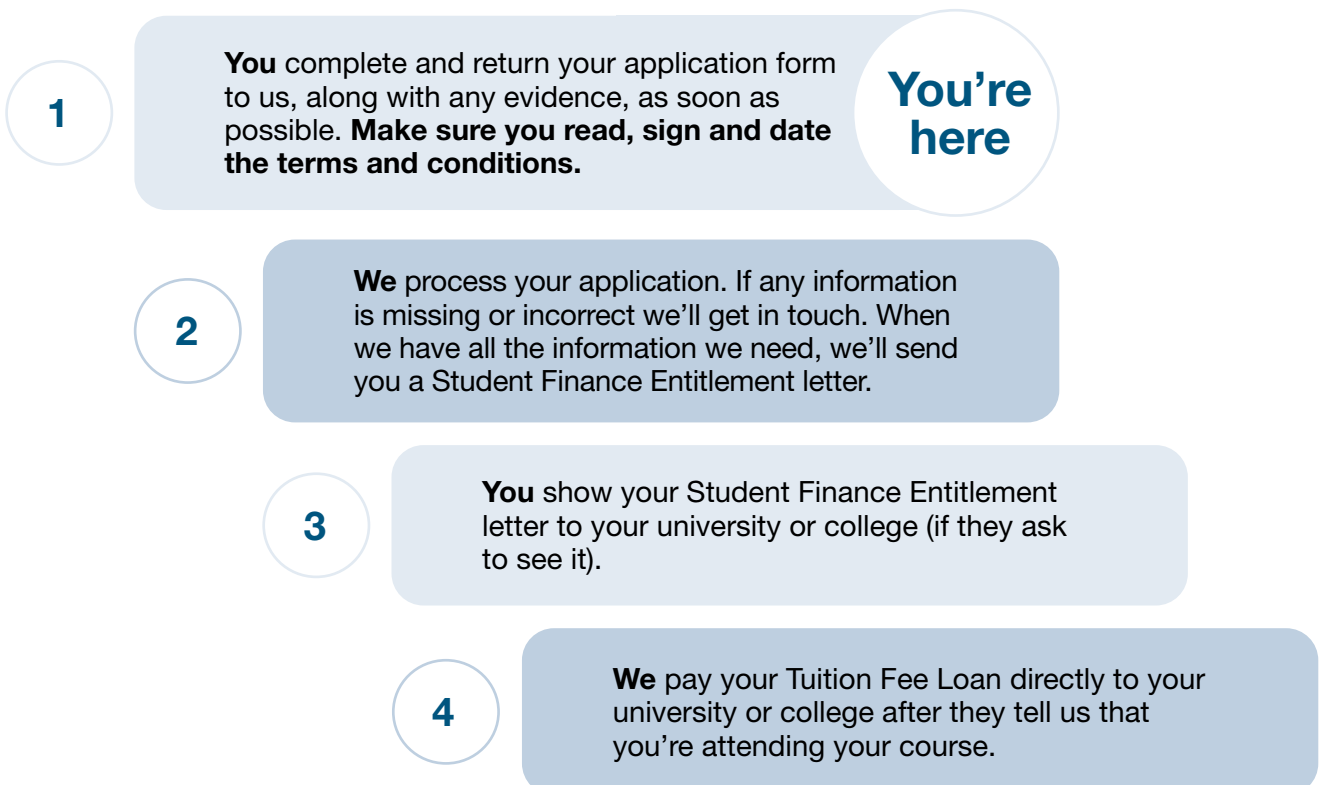 1
You complete and return your application form
to us, along with any evidence, as soon as
possible. Make sure you read, sign and date
the terms and conditions.
You’re
here
2
We process your application. If any information
is missing or incorrect we’ll get in touch. When
we have all the information we need, we’ll send
you a Student Finance Entitlement letter.
3
You show your Student Finance Entitlement
letter to your university or college (if they ask
to see it).
4
We pay your Tuition Fee Loan directly to your
university or college after they tell us that
you’re attending your course.